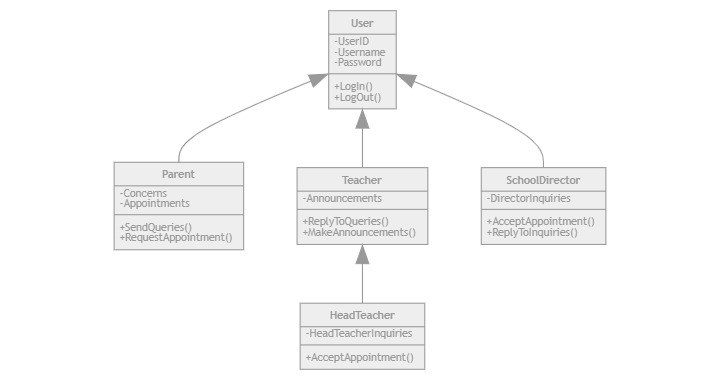 User
-UserID
-Username
-Password
+LogIn()
+LogOut()
Parent
-Concerns
-Appointments
+SendQueries()
+RequestAppointment()
Teacher
-Announcements
+ReplyToQueries()
+MakeAnnouncements()
SchoolDirector
-DirectorInquiries
+AcceptAppointment()
+ReplyToInquiries()
HeadTeacher
-HeadTeacherInquiries
+AcceptAppointment()